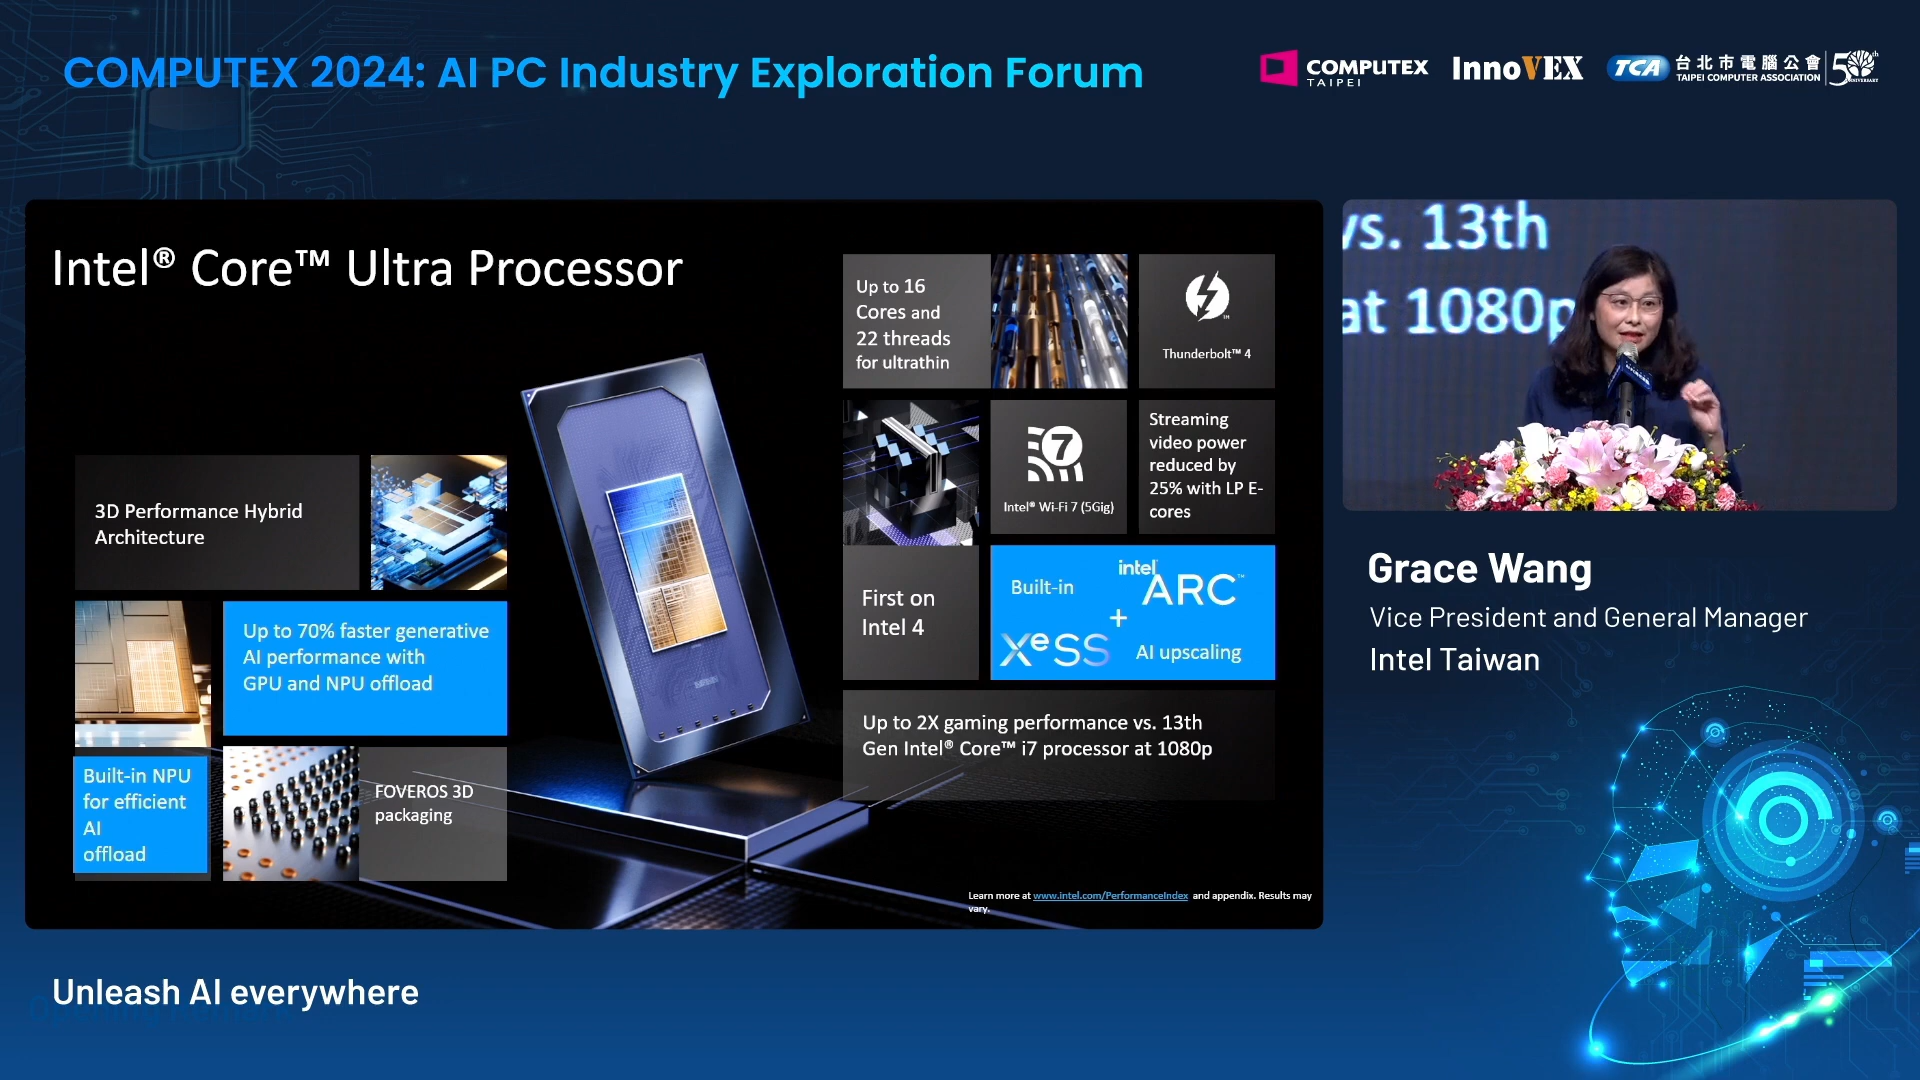 COMPUTEX 2024: AI PC Industry Exploration Forum
COMPUTEX
TAIPEI
InnoVEX
TCA
台北市電腦公會
TAIPEI COMPUTER ASSOCIATION
50th
ANNIVERSARY
Intel® Core™ Ultra Processor
3D Performance Hybrid
Architecture
Up to 70% faster generative
AI performance with
GPU and NPU offload
Built-in NPU
for efficient
AI
offload
FOVEROS 3D
packaging
Up to 16
Cores and
22 threads
for ultrathin
Thunderbolt™ 4
7
Intel® Wi-Fi 7 (5Gig)
Streaming
video power
reduced by
25% with LP E-
cores
First on
Intel 4
Built-in
intel
ARC™
+
XeSS
AI upscaling
Up to 2X gaming performance vs. 13th
Gen Intel® Core™ i7 processor at 1080p
Learn more at www.intel.com/PerformanceIndex and appendix. Results may
vary.
vs. 13th
at 1080p
Grace Wang
Vice President and General Manager
Intel Taiwan
Unleash AI everywhere